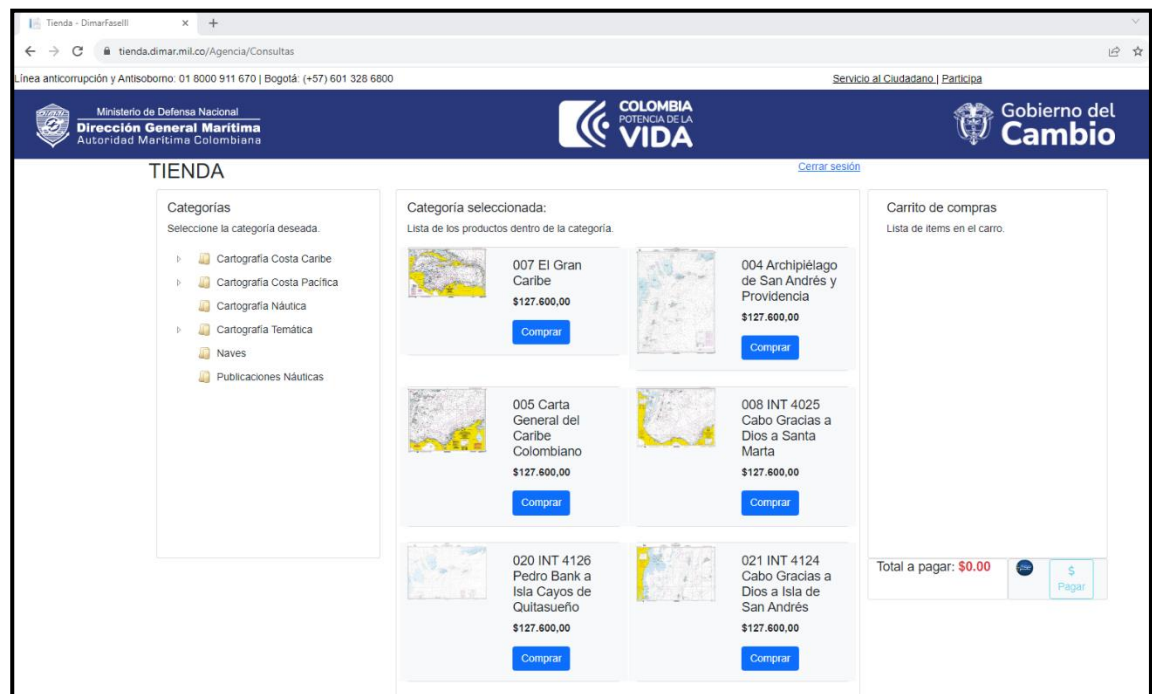 Tienda - DimarFaseIII
tienda.dimar.mil.co/Agencia/Consultas
Línea anticorrupción y Antisoborno: 01 8000 911 670 | Bogotá: (+57) 601 328 6800
Servicio al Ciudadano | Participa
Ministerio de Defensa Nacional
Dirección General Marítima
Autoridad Marítima Colombiana
COLOMBIA
POTENCIA DE LA
VIDA
Gobierno del
Cambio
TIENDA
Cerrar sesión
Categorías
Seleccione la categoría deseada.
Cartografía Costa Caribe
Cartografía Costa Pacífica
Cartografía Náutica
Cartografía Temática
Naves
Publicaciones Náuticas
Categoría seleccionada:
Lista de los productos dentro de la categoría.
007 El Gran
Caribe
$127.600,00
Comprar
004 Archipiélago
de San Andrés y
Providencia
$127.600,00
Comprar
005 Carta
General del
Caribe
Colombiano
$127.600,00
Comprar
008 INT 4025
Cabo Gracias a
Dios a Santa
Marta
$127.600,00
Comprar
020 INT 4126
Pedro Bank a
Isla Cayos de
Quitasueño
$127.600,00
Comprar
021 INT 4124
Cabo Gracias a
Dios a Isla de
San Andrés
$127.600,00
Comprar
Carrito de compras
Lista de items en el carro.
Total a pagar: $0.00
$
Pagar